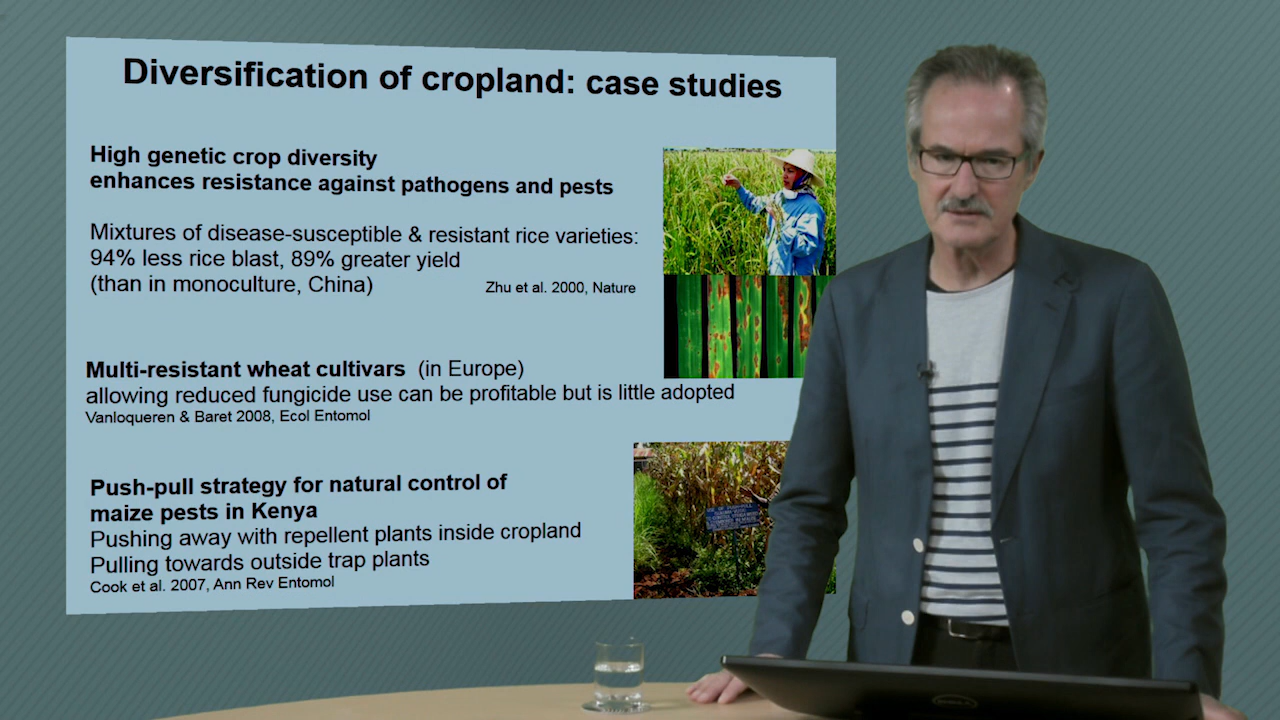 Diversification of cropland: case studies
High genetic crop diversity
enhances resistance against pathogens and pests
Mixtures of disease-susceptible & resistant rice varieties:
94% less rice blast, 89% greater yield
(than in monoculture, China)
Zhu et al. 2000, Nature
Multi-resistant wheat cultivars (in Europe)
allowing reduced fungicide use can be profitable but is little adopted
Vanloqueren & Baret 2008, Ecol Entomol
Push-pull strategy for natural control of
maize pests in Kenya
Pushing away with repellent plants inside cropland
Pulling towards outside trap plants
Cook et al. 2007, Ann Rev Entomol